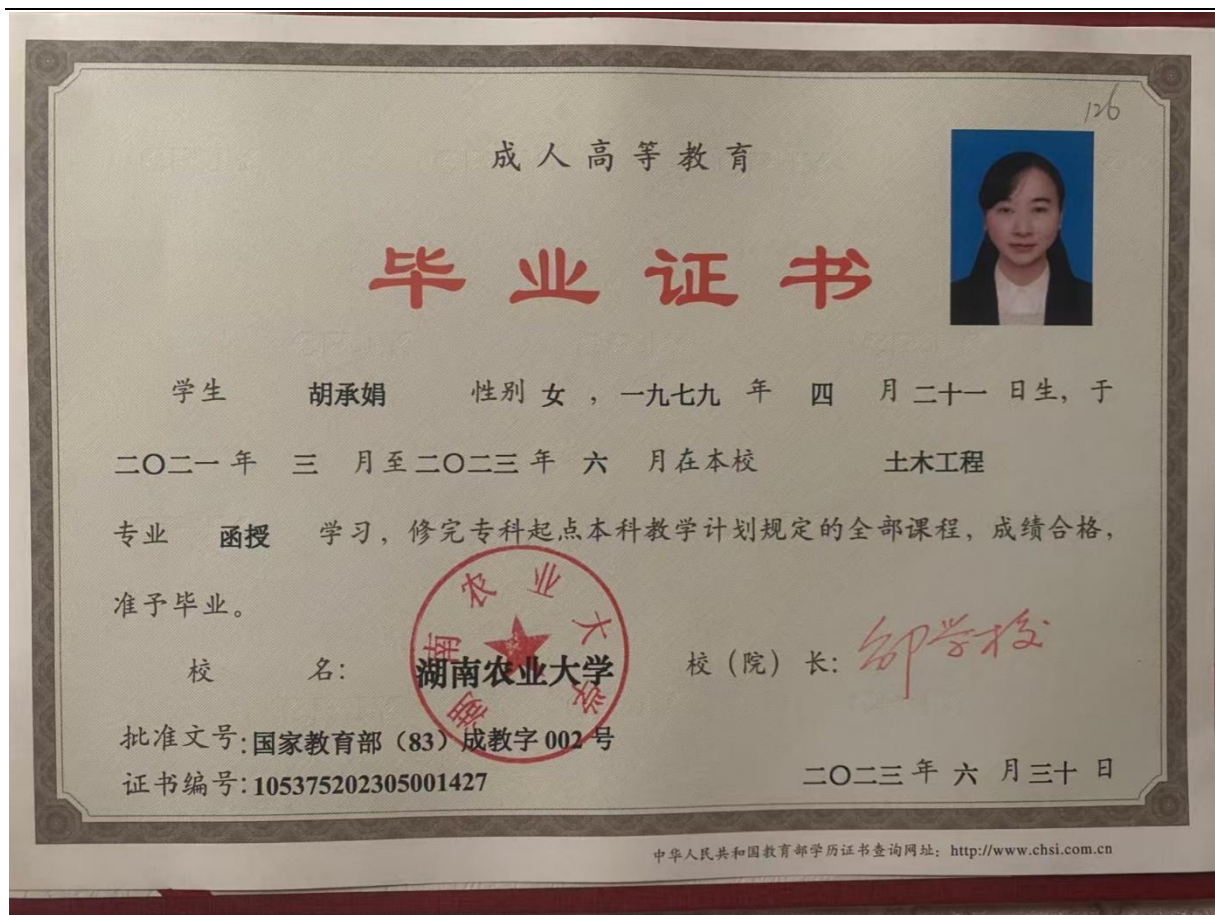 126
成人高等教育
毕业证书
学生 胡承娟 性别 女 ，一九七九 年 四 月 二十一 日生，于
二〇二一 年 三 月至 二〇二三 年 六 月在本校 土木工程
专业 函授 学习，修完专科起点本科教学计划规定的全部课程，成绩合格，
准予毕业。
校 名： 湖南农业大学 校（院）长：邹学校
湖南农业大学
批准文号：国家教育部（83）成教字 002 号
证书编号：105375202305001427
二〇二三 年 六 月 三十 日
中华人民共和国教育部学历证书查询网址：http://www.chsi.com.cn